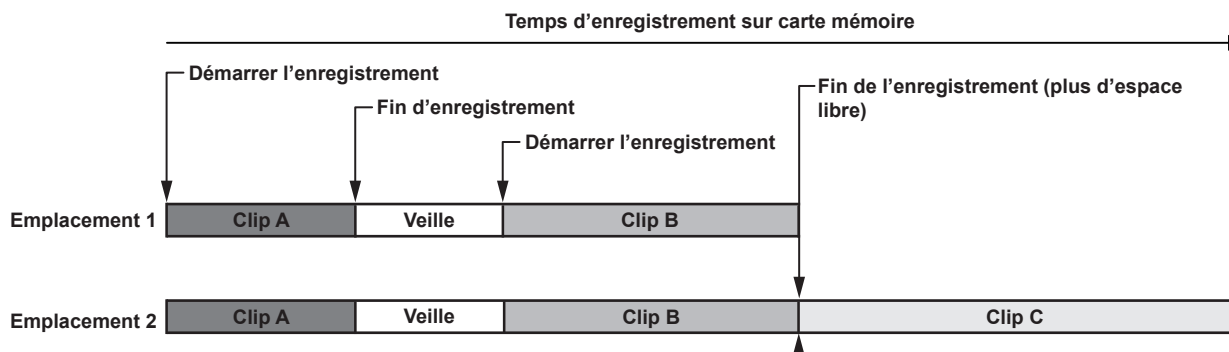 Temps d’enregistrement sur carte mémoire
Démarrer l’enregistrement
Fin d’enregistrement
Démarrer l’enregistrement
Fin de l’enregistrement (plus d’espace
libre)
Emplacement 1 Clip A Veille Clip B
Emplacement 2 Clip A Veille Clip B Clip C